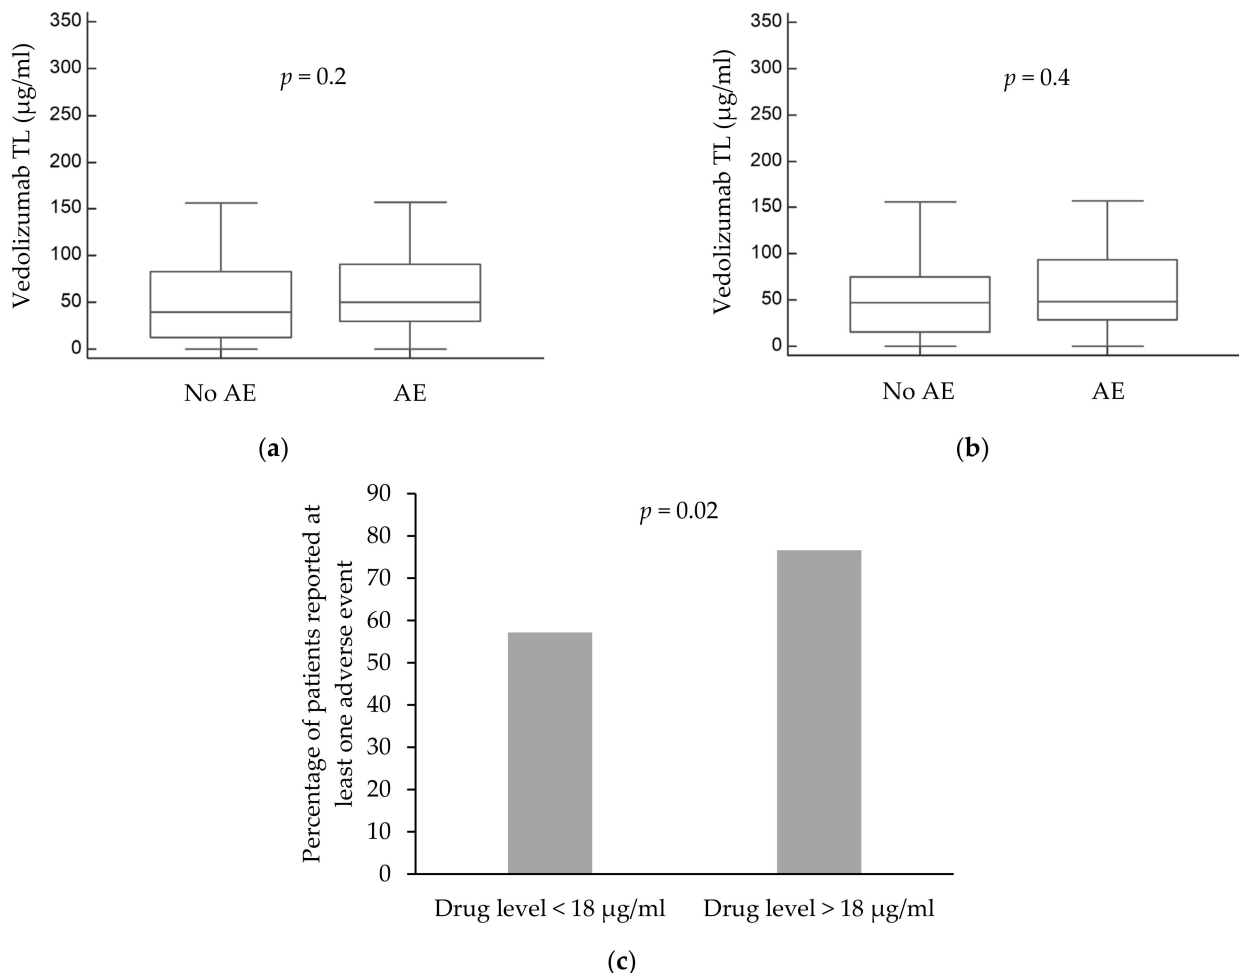 Vedolizumab TL (µg/ml)
350
300
250
200
150
100
50
0
p = 0.2
No AE
AE
(a)
Vedolizumab TL (µg/ml)
350
300
250
200
150
100
50
0
p = 0.4
No AE
AE
(b)
Percentage of patients reported at
least one adverse event
90
80
70
60
50
40
30
20
10
0
p = 0.02
Drug level < 18 µg/ml
Drug level > 18 µg/ml
(c)